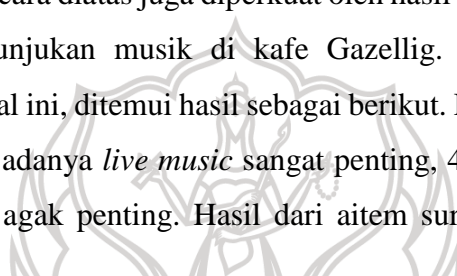 cara diatas juga diperkuat oleh hasil
unjukan musik di kafe Gazellig.
al ini, ditemui hasil sebagai berikut.
adanya live music sangat penting, 4
agak penting. Hasil dari aitem sur